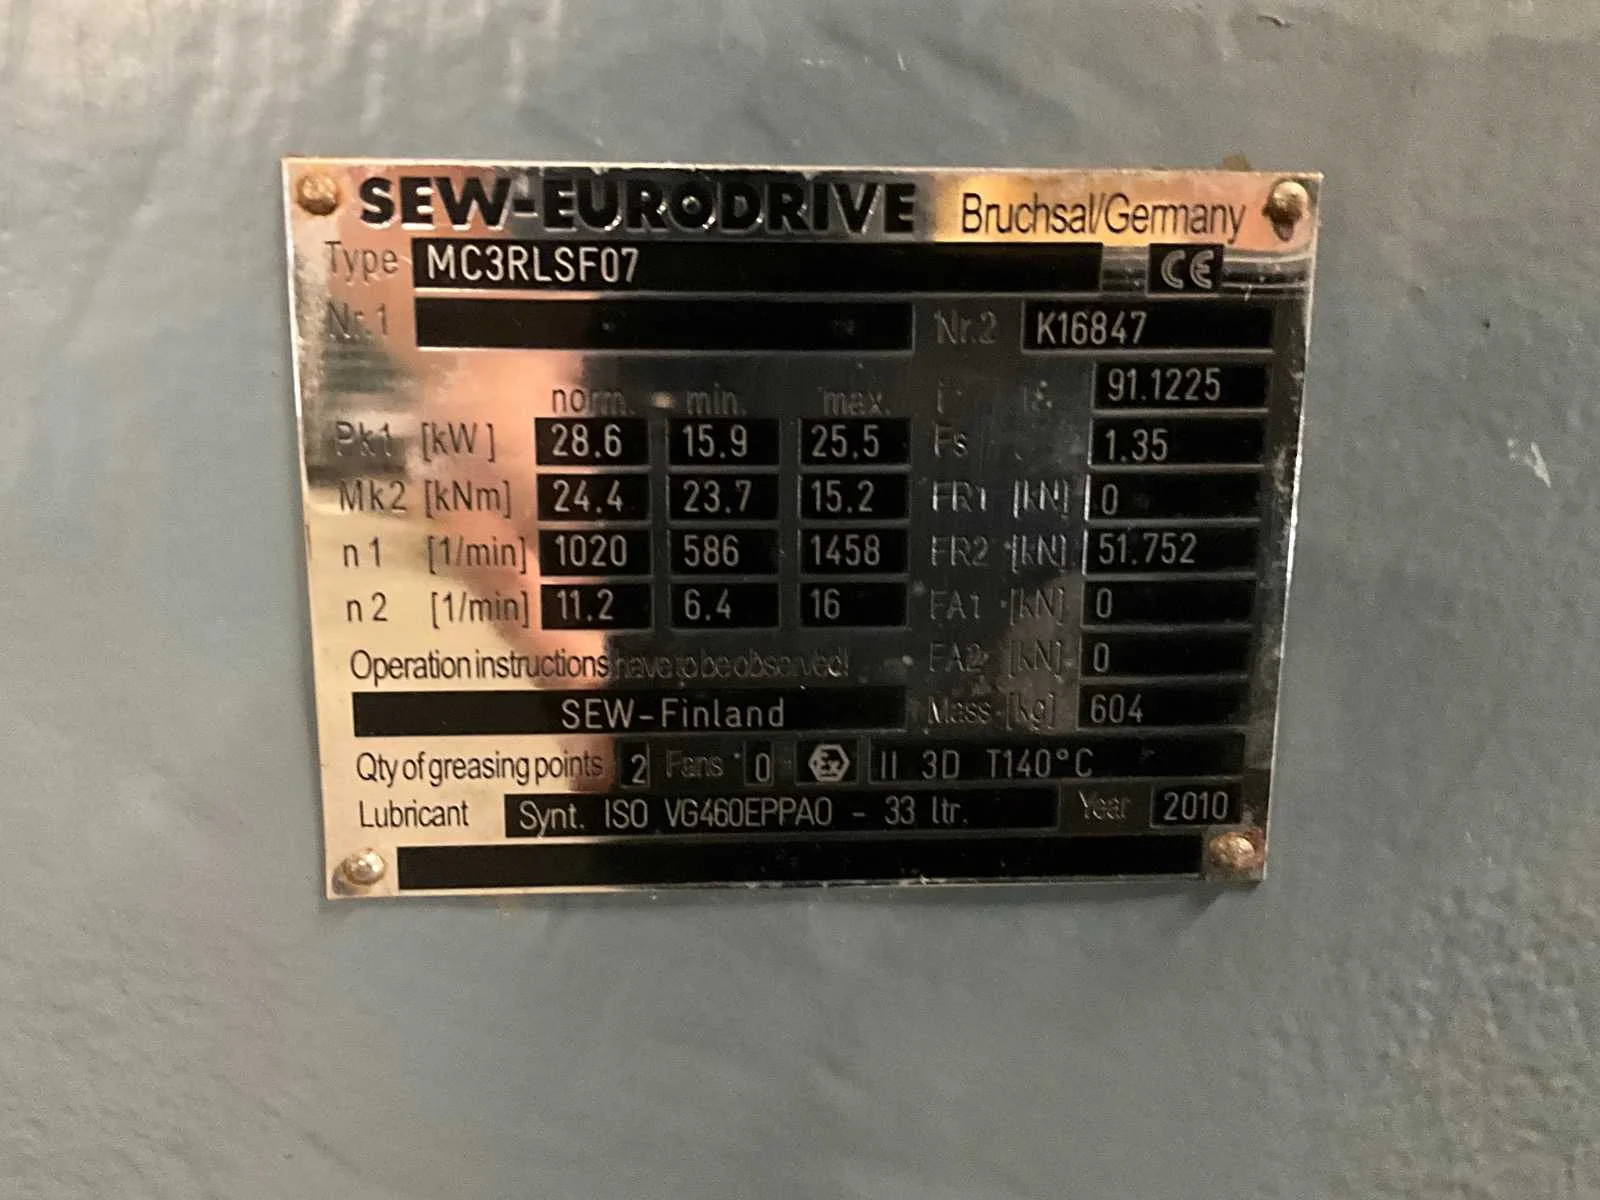 SEW-EURODRIVE Bruchsal/Germany
Type MC3RLSF07 CE
Nr.1 Nr.2 K16847
norm. min. max. i 91.1225
Pk1 [kW] 28.6 15.9 25.5 Fs 1.35
Mk2 [kNm] 24.4 23.7 15.2 FR1 [kN] 0
n1 [1/min] 1020 586 1458 FR2 [kN] 51.752
n2 [1/min] 11.2 6.4 16 FA1 [kN] 0
Operation instructions have to be observed! FA2 [kN] 0
SEW-Finland Mass [kg] 604
Qty of greasing points 2 Fans 0 Ex II 3D T140°C
Lubricant Synt. ISO VG460EPPAO - 33 ltr. Year 2010